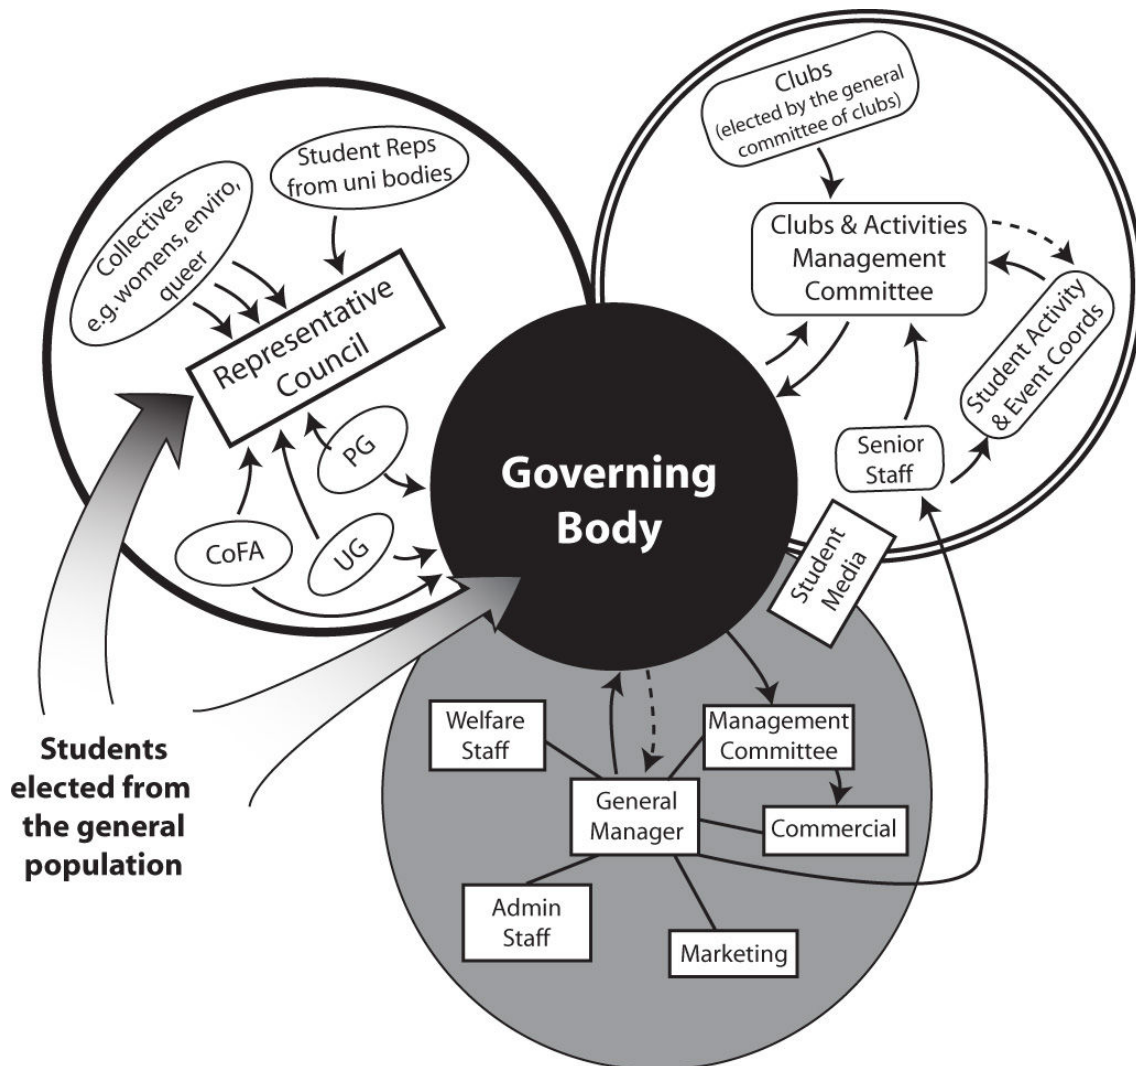 Clubs
(elected by the general
committee of clubs)
Student Reps
from uni bodies
Collectives
e.g. womens, enviro,
queer
Clubs & Activities
Management
Committee
Representative
Council
Student Activity
& Event Coords
PG
Senior
Staff
Governing
Body
CoFA
UG
Student
Media
Welfare
Staff
Management
Committee
Students
elected from
the general
population
General
Manager
Commercial
Admin
Staff
Marketing